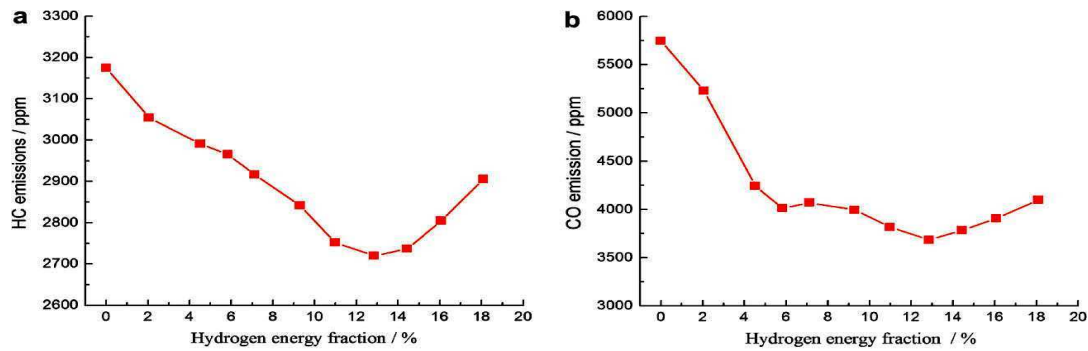 a
3300
3200
3100
3000
2900
2800
2700
2600
HC emissions / ppm
0 2 4 6 8 10 12 14 16 18 20
Hydrogen energy fraction / %
b
6000
5500
5000
4500
4000
3500
3000
CO emission / ppm
0 2 4 6 8 10 12 14 16 18 20
Hydrogen energy fraction / %